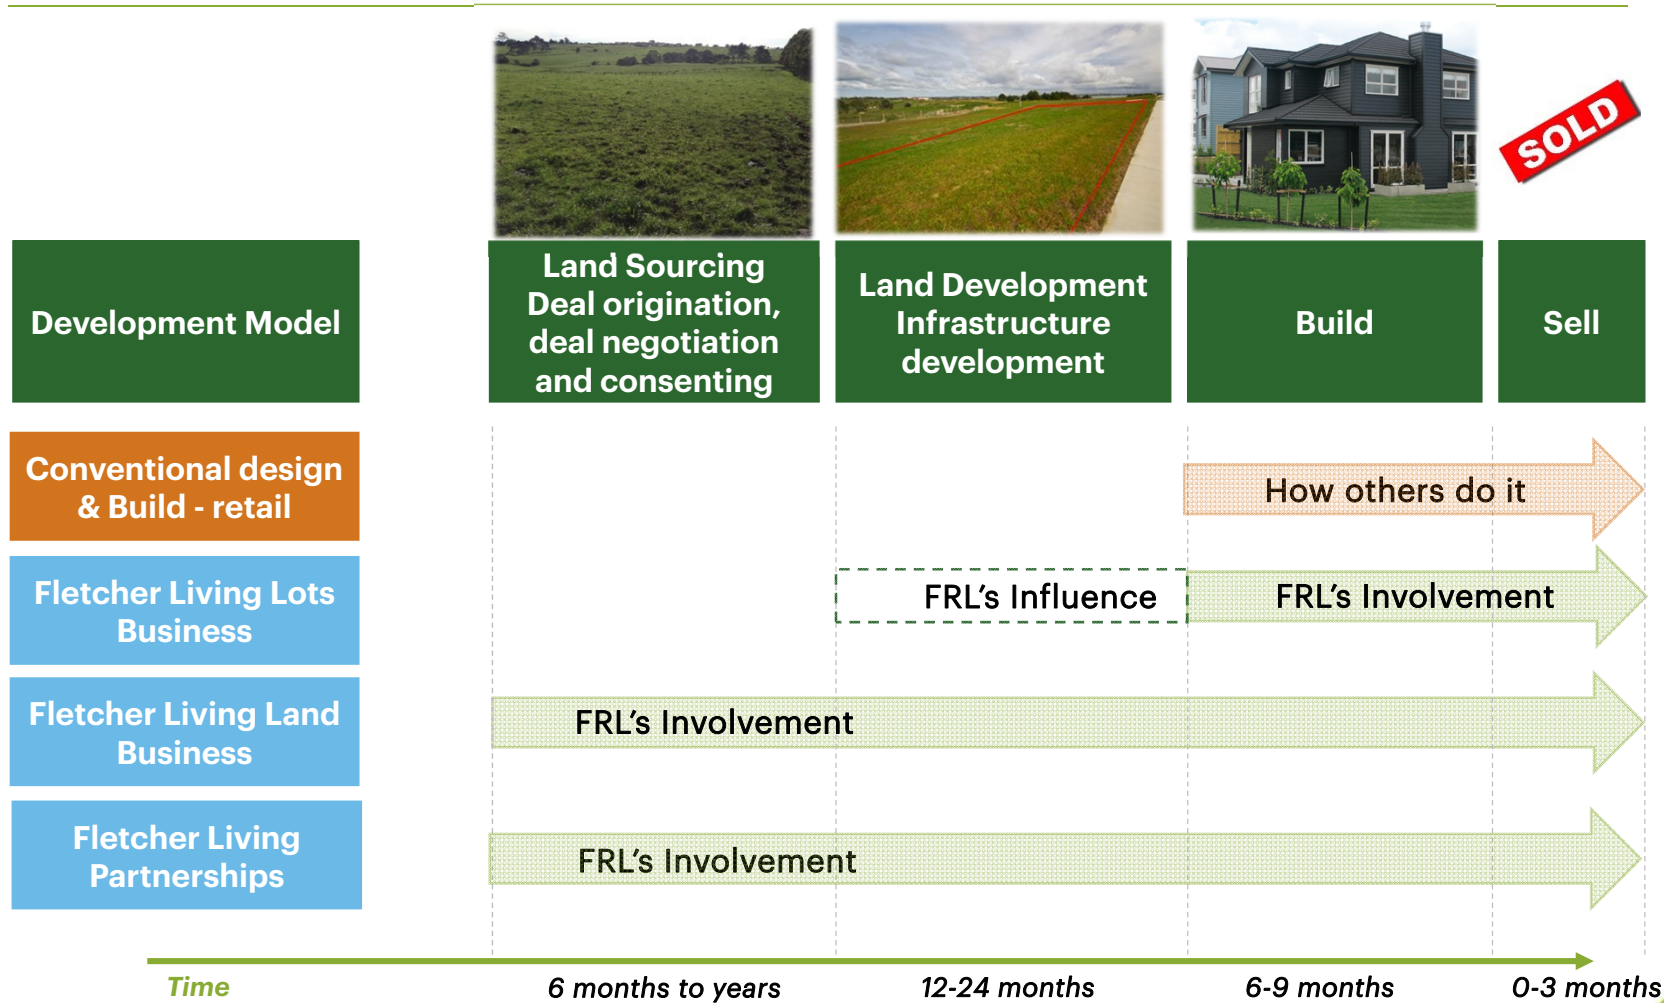 SOLD
Development Model
Land Sourcing
Deal origination,
deal negotiation
and consenting
Land Development
Infrastructure
development
Build
Sell
Conventional design
& Build - retail
How others do it
Fletcher Living Lots
Business
FRL's Influence
FRL's Involvement
Fletcher Living Land
Business
FRL's Involvement
Fletcher Living
Partnerships
FRL's Involvement
Time
6 months to years
12-24 months
6-9 months
0-3 months